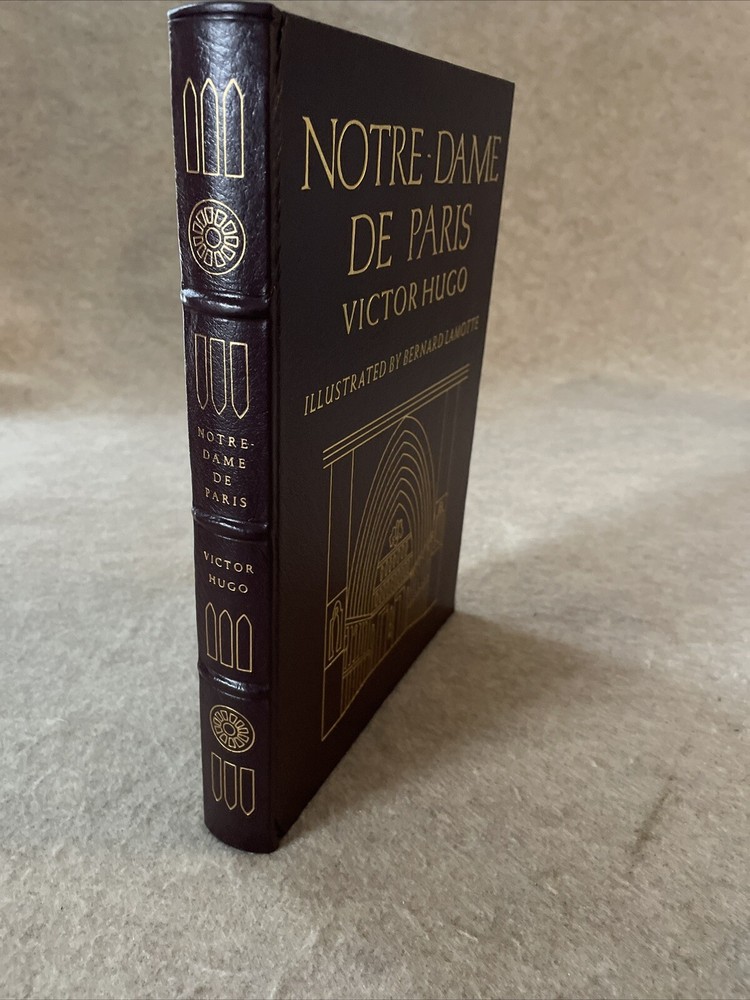 NOTRE-
DAME
DE
PARIS
VICTOR
HUGO
NOTRE-DAME
DE PARIS
VICTOR HUGO
ILLUSTRATED BY BERNARD LAMOTTE